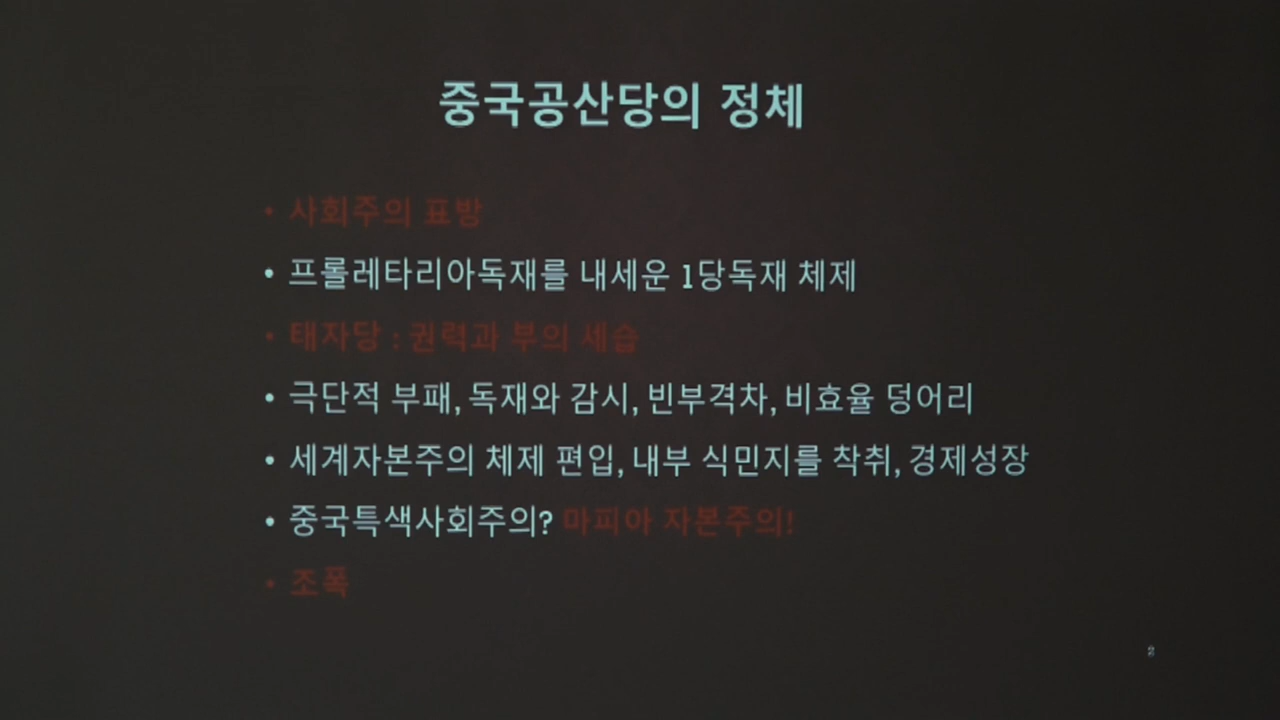 중국공산당의 정체
• 사회주의 표방
• 프롤레타리아독재를 내세운 1당독재 체제
• 태자당 : 권력과 부의 세습
• 극단적 부패, 독재와 감시, 빈부격차, 비효율 덩어리
• 세계자본주의 체제 편입, 내부 식민지를 착취, 경제성장
• 중국특색사회주의? 마피아 자본주의!
• 조폭
2